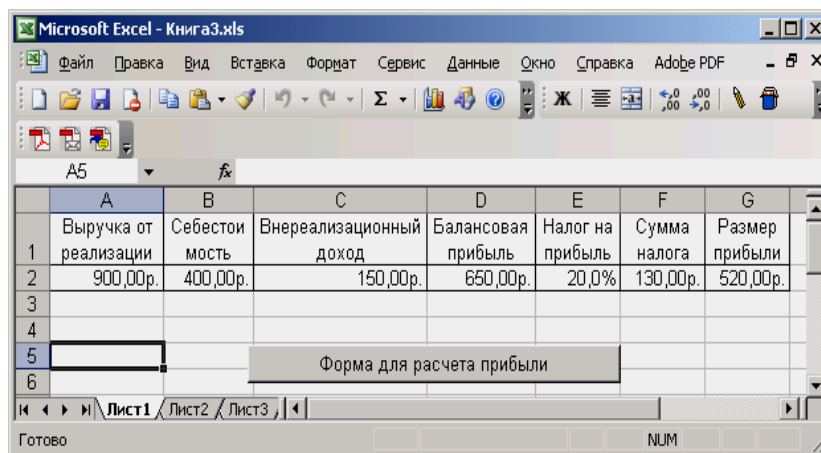 Microsoft Excel - Книга3.xls
Файл Правка Вид Вставка Формат Сервис Данные Окно Справка Adobe PDF
Ж
A5 fx
A B C D E F G
Выручка от Себестои Внереализационный Балансовая Налог на Сумма Размер
1 реализации мость доход прибыль прибыль налога прибыли
2 900,00р. 400,00р. 150,00р. 650,00р. 20,0% 130,00р. 520,00р.
3
4
5 Форма для расчета прибыли
6
Лист1 Лист2 Лист3
Готово NUM